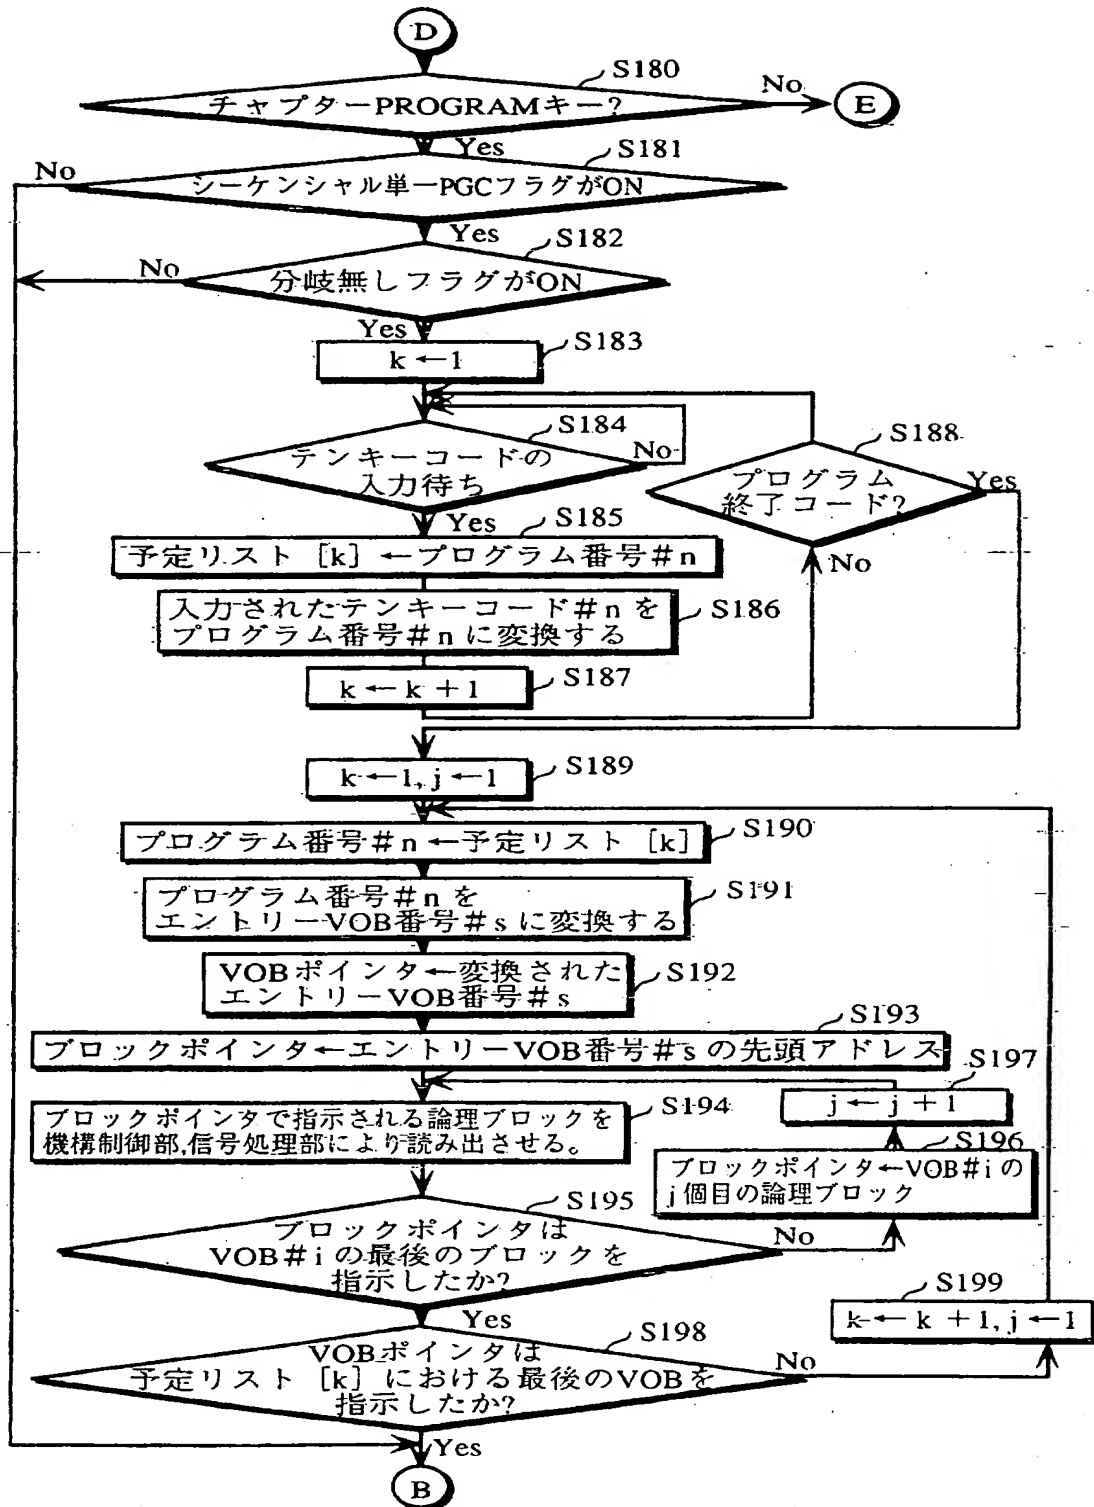 D
S180
No
チャプターPROGRAMキー?
E
Yes
S181
No
シーケンシャル単一PGCフラグがON
Yes
S182
No
分岐無しフラグがON
Yes
S183
k←1
S184
No
テンキーコードの
入力待ち
S188
プログラム
終了コード?
Yes
No
Yes
S185
予定リスト [k]←プログラム番号#n
S186
入力されたテンキーコード#nを
プログラム番号#nに変換する
S187
k←k+1
S189
k←1, j←1
S190
プログラム番号#n←予定リスト [k]
S191
プログラム番号#nを
エントリーVOB番号#sに変換する
S192
VOBポインタ←変換された
エントリーVOB番号#s
S193
ブロックポインタ←エントリーVOB番号#sの先頭アドレス
S197
j←j+1
S194
ブロックポインタで指示される論理ブロックを
機構制御部,信号処理部により読み出させる。
S196
ブロックポインタ←VOB#iの
j個目の論理ブロック
S195
ブロックポインタは
VOB#iの最後のブロックを
指示したか?
No
Yes
S199
k←k+1, j←1
S198
VOBポインタは
予定リスト [k]における最後のVOBを
指示したか?
No
Yes
B